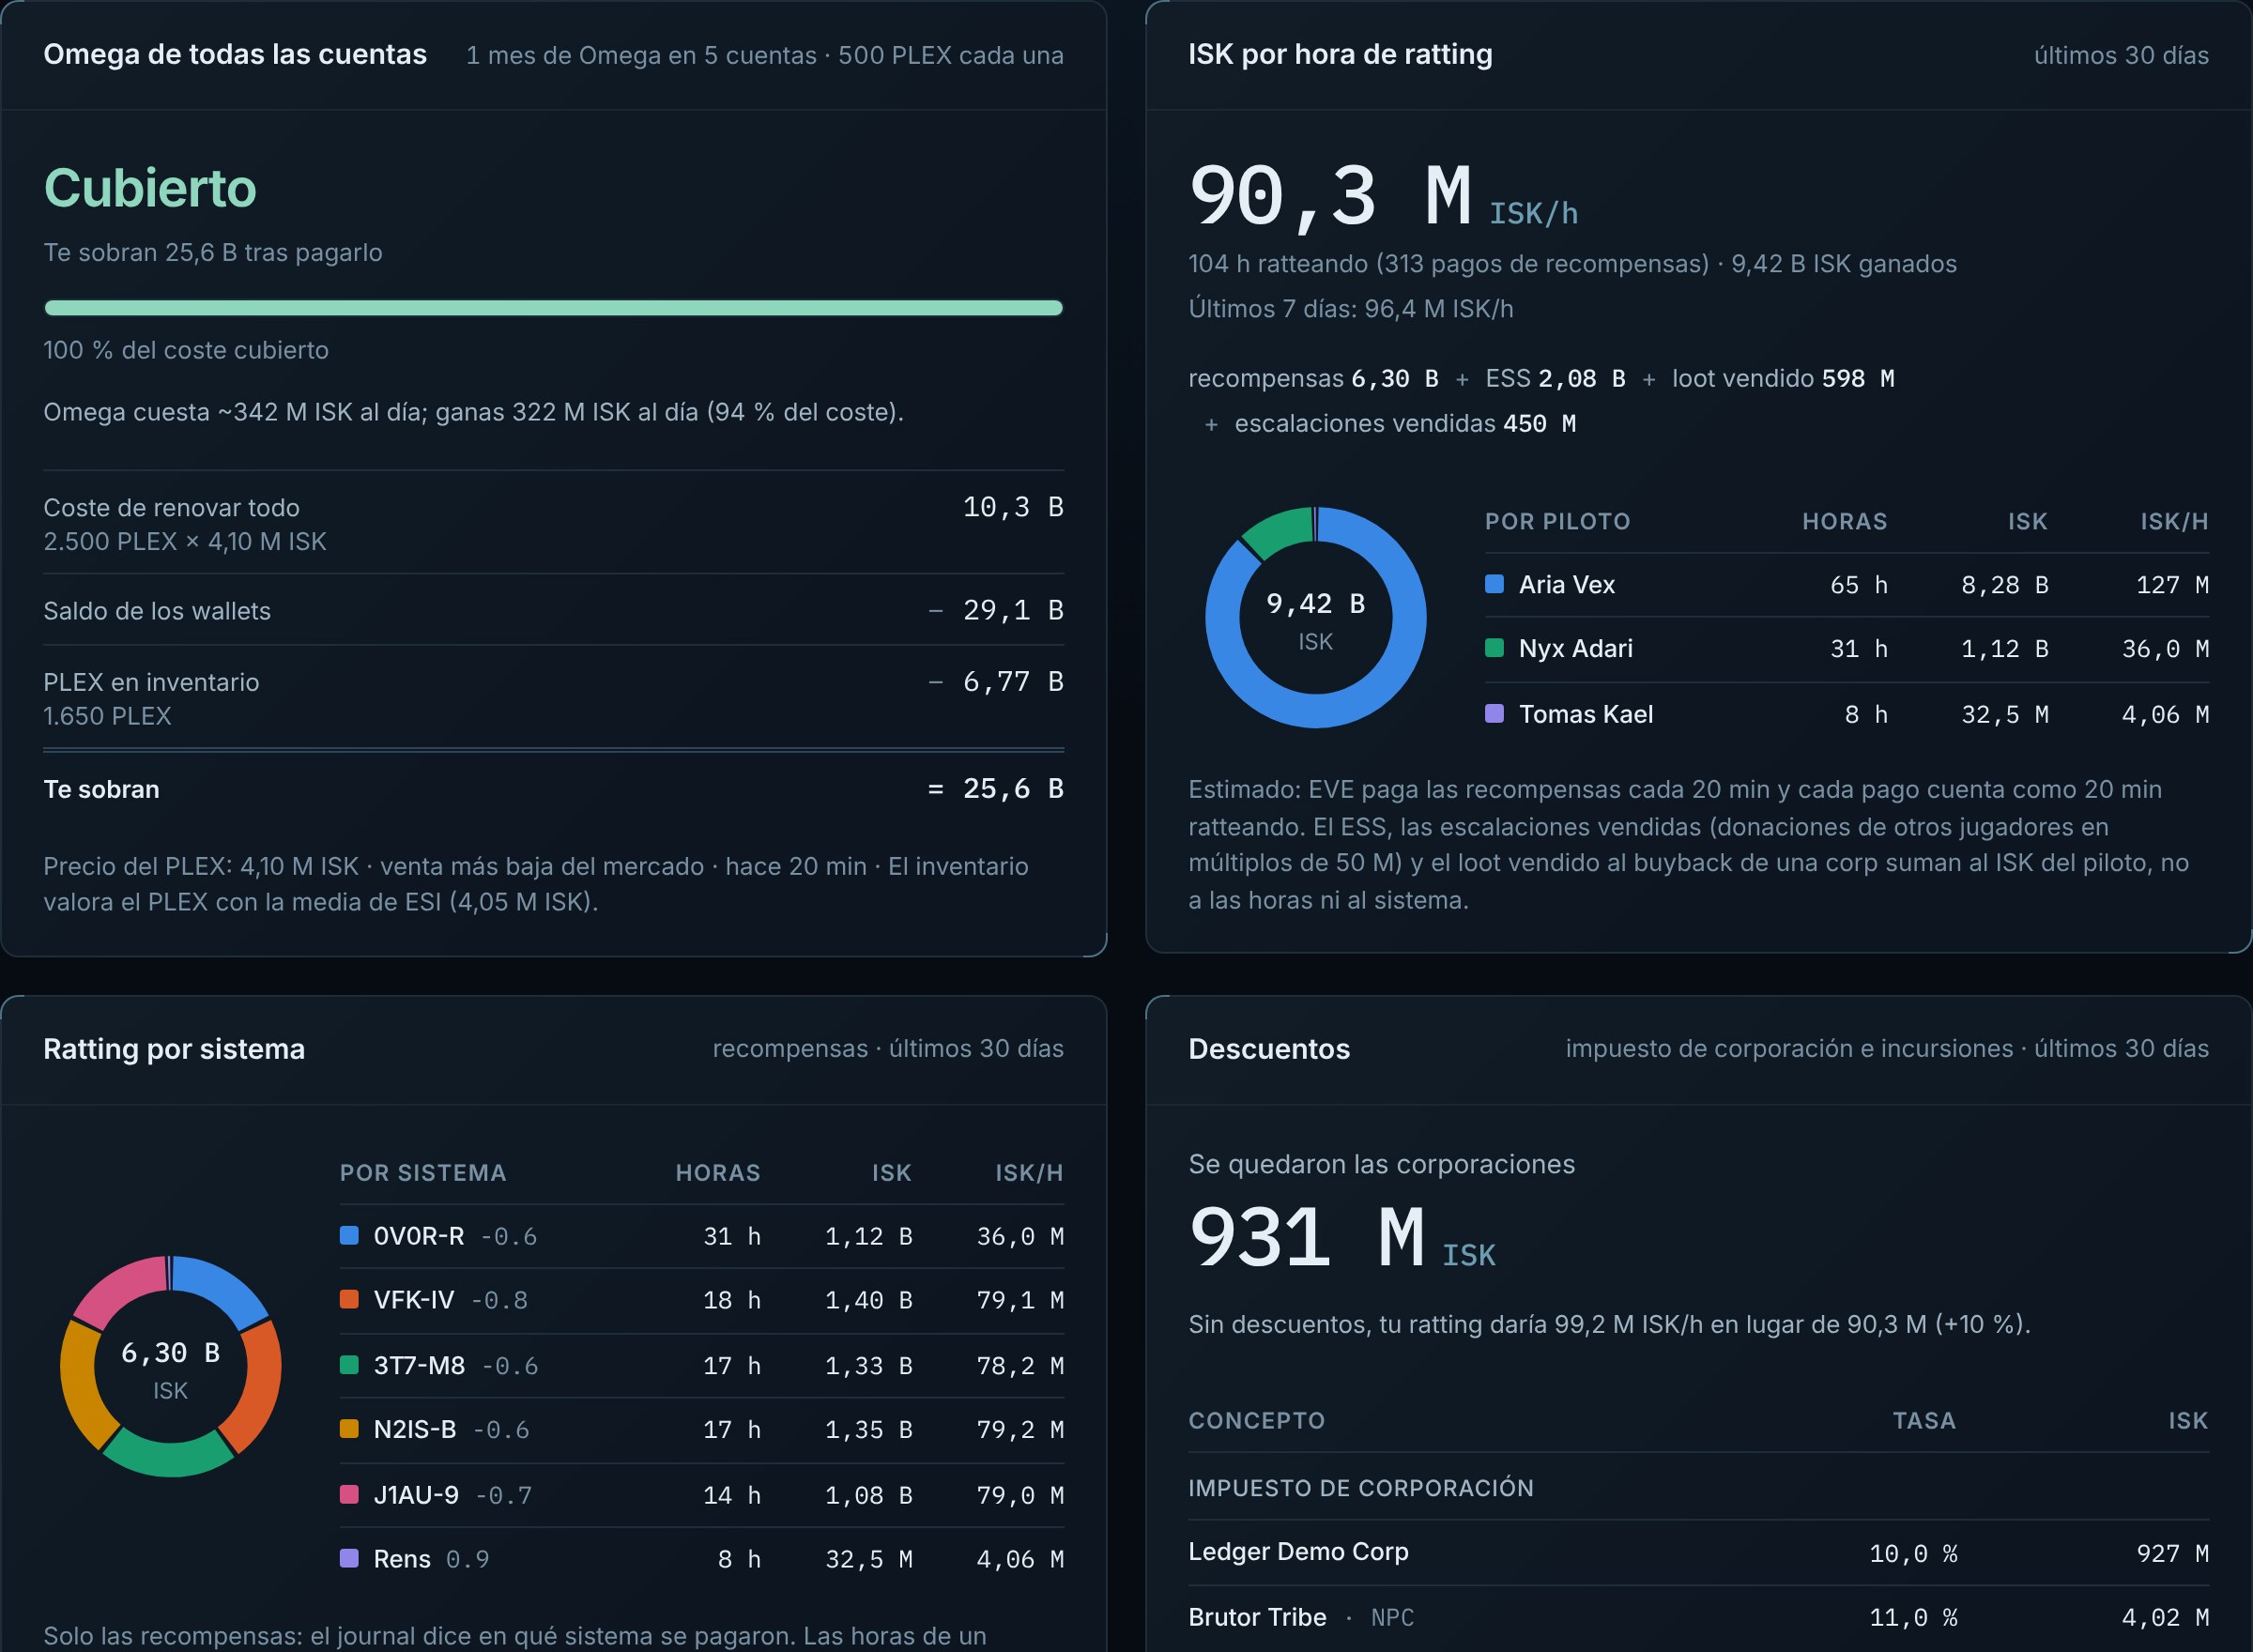 Omega de todas las cuentas 1 mes de Omega en 5 cuentas · 500 PLEX cada una
Cubierto
Te sobran 25,6 B tras pagarlo
100 % del coste cubierto
Omega cuesta ~342 M ISK al día; ganas 322 M ISK al día (94 % del coste).
Coste de renovar todo 10,3 B
2.500 PLEX × 4,10 M ISK
Saldo de los wallets − 29,1 B
PLEX en inventario − 6,77 B
1.650 PLEX
Te sobran = 25,6 B
Precio del PLEX: 4,10 M ISK · venta más baja del mercado · hace 20 min · El inventario
valora el PLEX con la media de ESI (4,05 M ISK).
ISK por hora de ratting últimos 30 días
90,3 M ISK/h
104 h ratteando (313 pagos de recompensas) · 9,42 B ISK ganados
Últimos 7 días: 96,4 M ISK/h
recompensas 6,30 B + ESS 2,08 B + loot vendido 598 M
+ escalaciones vendidas 450 M
9,42 B
ISK
POR PILOTO HORAS ISK ISK/H
Aria Vex 65 h 8,28 B 127 M
Nyx Adari 31 h 1,12 B 36,0 M
Tomas Kael 8 h 32,5 M 4,06 M
Estimado: EVE paga las recompensas cada 20 min y cada pago cuenta como 20 min
ratteando. El ESS, las escalaciones vendidas (donaciones de otros jugadores en
múltiplos de 50 M) y el loot vendido al buyback de una corp suman al ISK del piloto, no
a las horas ni al sistema.
Ratting por sistema recompensas · últimos 30 días
6,30 B
ISK
POR SISTEMA HORAS ISK ISK/H
0V0R-R -0.6 31 h 1,12 B 36,0 M
VFK-IV -0.8 18 h 1,40 B 79,1 M
3T7-M8 -0.6 17 h 1,33 B 78,2 M
N2IS-B -0.6 17 h 1,35 B 79,2 M
J1AU-9 -0.7 14 h 1,08 B 79,0 M
Rens 0.9 8 h 32,5 M 4,06 M
Solo las recompensas: el journal dice en qué sistema se pagaron. Las horas de un
Descuentos impuesto de corporación e incursiones · últimos 30 días
Se quedaron las corporaciones
931 M ISK
Sin descuentos, tu ratting daría 99,2 M ISK/h en lugar de 90,3 M (+10 %).
CONCEPTO TASA ISK
IMPUESTO DE CORPORACIÓN
Ledger Demo Corp 10,0 % 927 M
Brutor Tribe · NPC 11,0 % 4,02 M